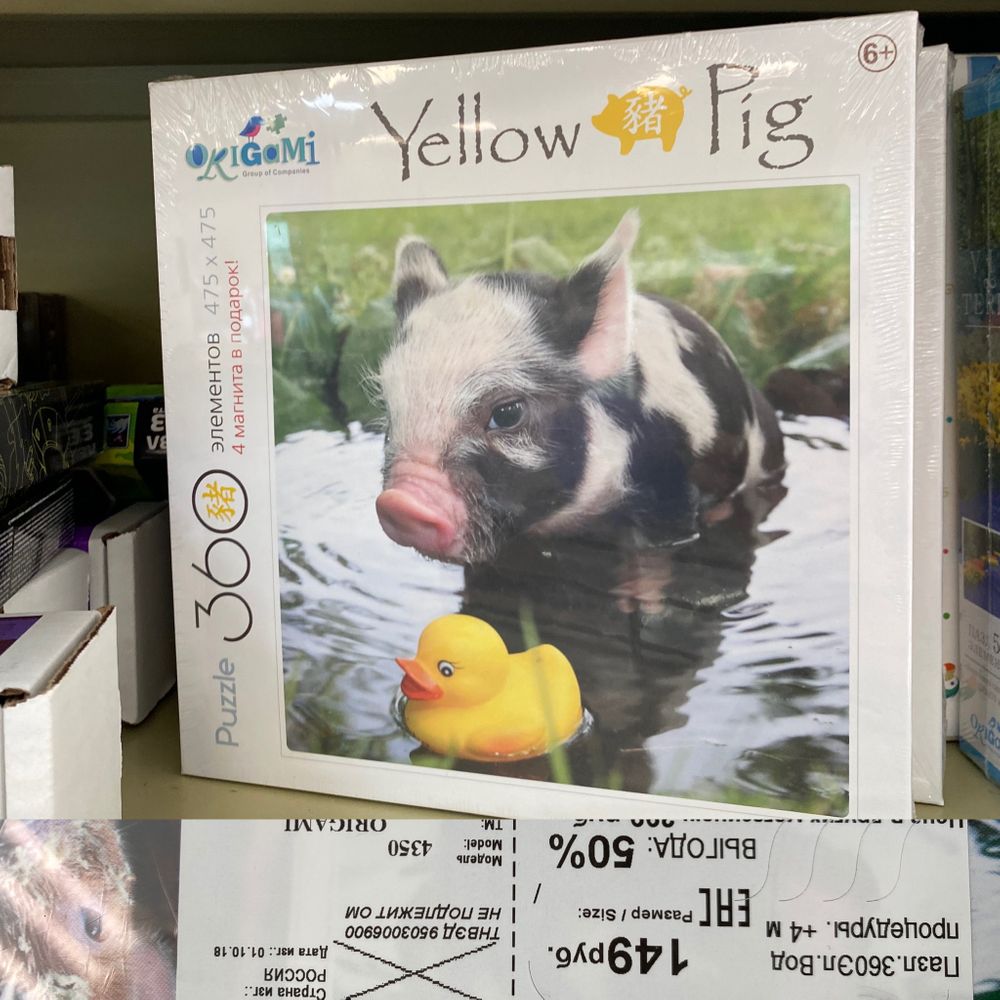 6+
Yellow 豬 Pig
ORIGAMI
Group of Companies
Puzzle 360 豬 элементов 475 x 475
4 магнита в подарок!
Пазл.360Эл.Вод
процедуры. +4 м
149руб.
EAC Размер / Size: /
ВЫГОДА: 50%
Страна изг.:
РОССИЯ
Дата изг.: 01.10.18
ТНВЭД 9503006900
НЕ ПОДЛЕЖИТ ОМ
Модель
Model: 4350
TM: ORIGAMI